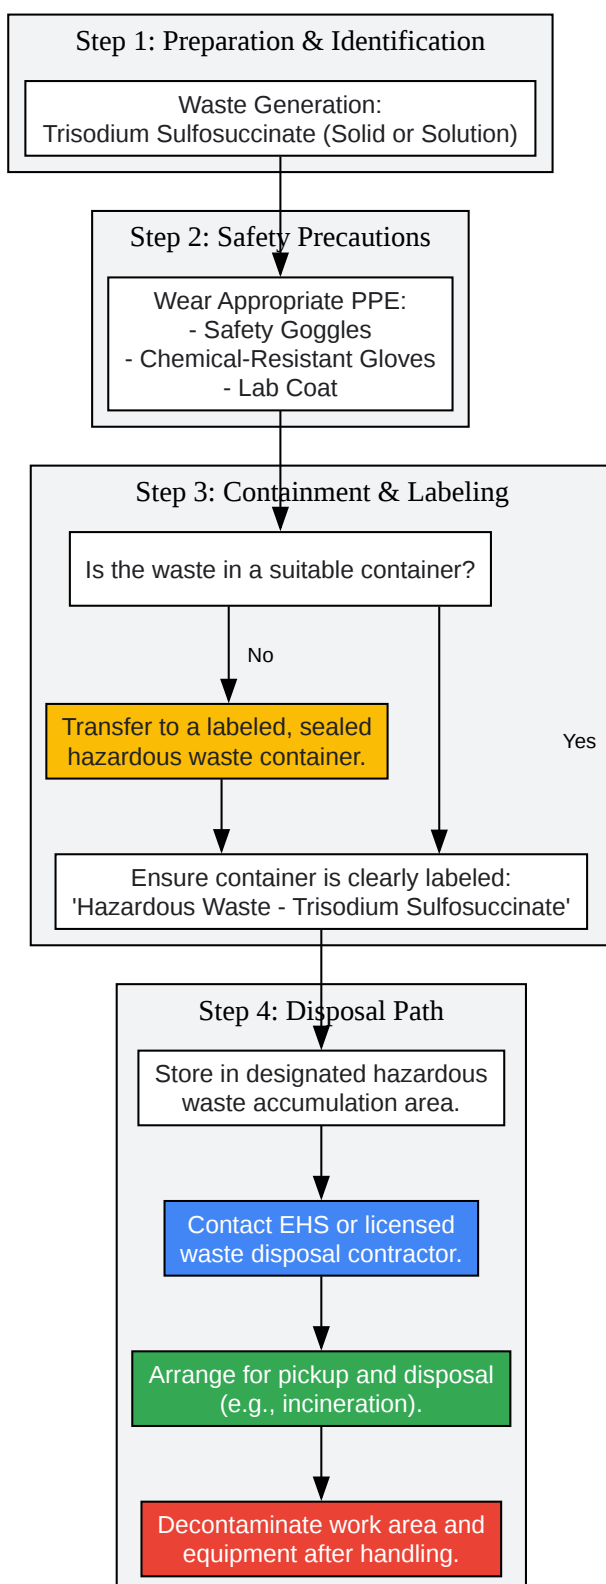 Step 1: Preparation & Identification
Waste Generation:
Trisodium Sulfosuccinate (Solid or Solution)
Step 2: Safety Precautions
Wear Appropriate PPE:
- Safety Goggles
- Chemical-Resistant Gloves
- Lab Coat
Step 3: Containment & Labeling
Is the waste in a suitable container?
No
Transfer to a labeled, sealed
hazardous waste container.
Yes
Ensure container is clearly labeled:
'Hazardous Waste - Trisodium Sulfosuccinate'
Step 4: Disposal Path
Store in designated hazardous
waste accumulation area.
Contact EHS or licensed
waste disposal contractor.
Arrange for pickup and disposal
(e.g., incineration).
Decontaminate work area and
equipment after handling.